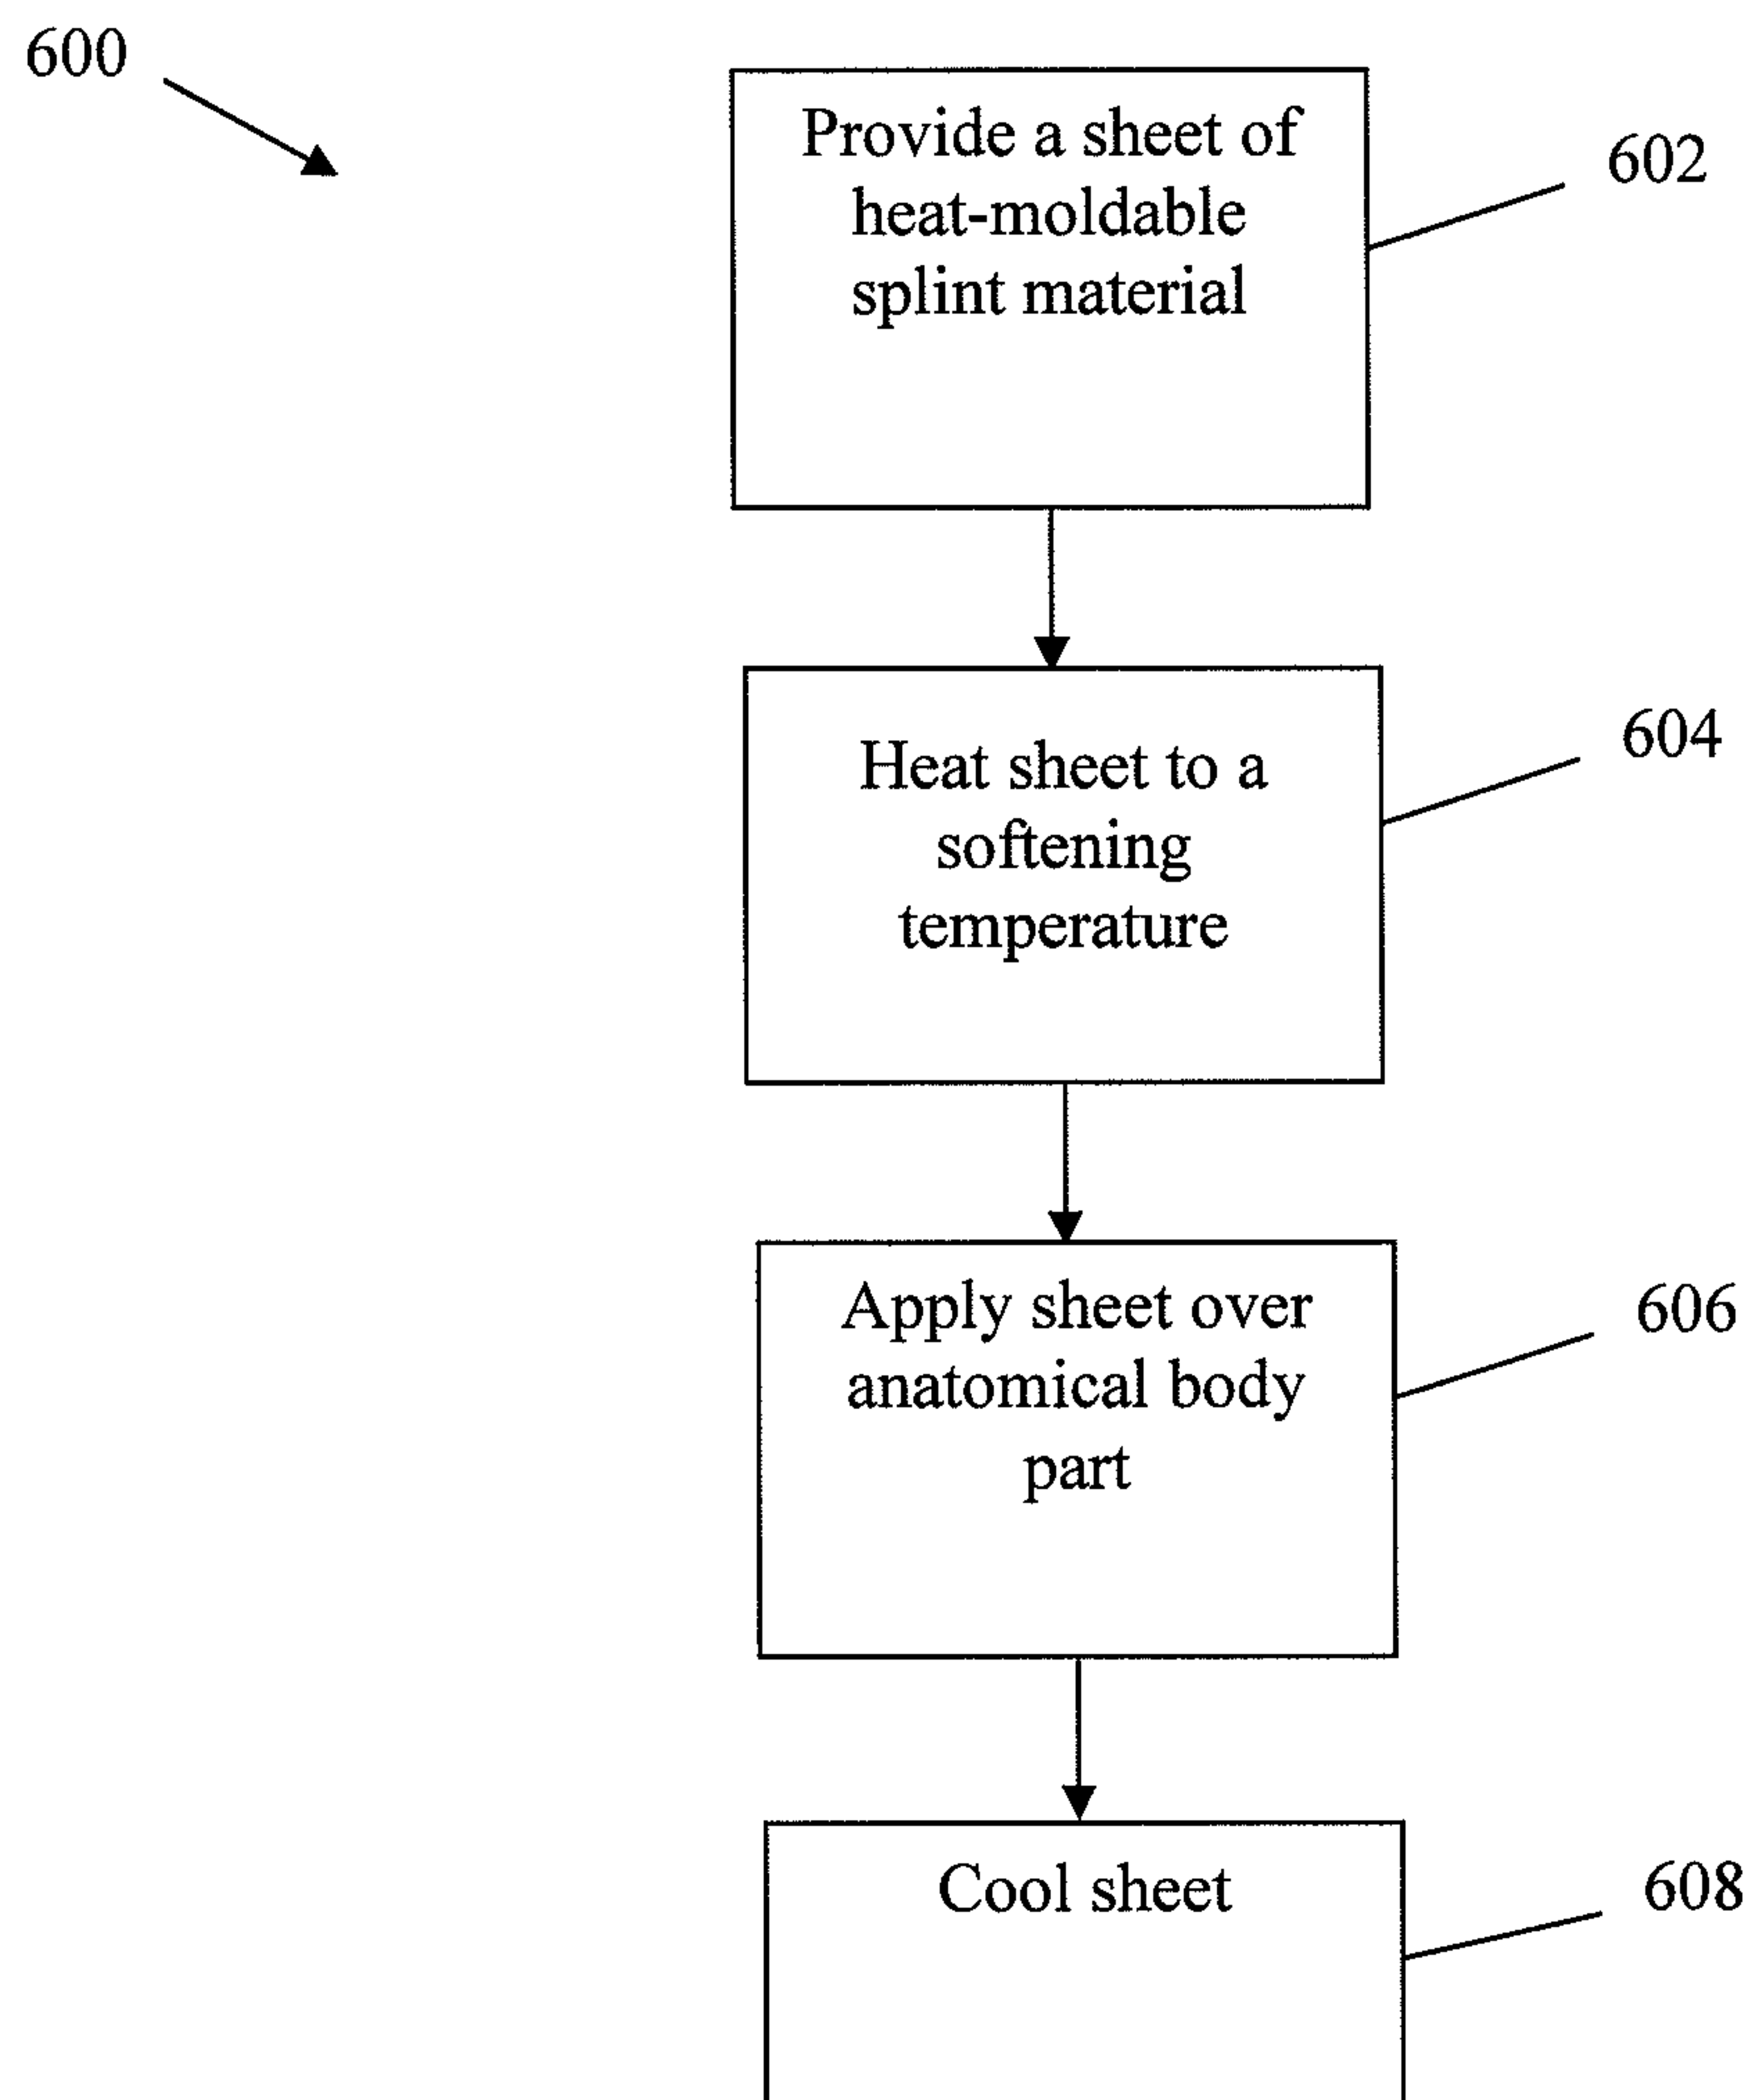 600
Provide a sheet of
heat-moldable
splint material
602
Heat sheet to a
softening
temperature
604
Apply sheet over
anatomical body
part
606
Cool sheet
608